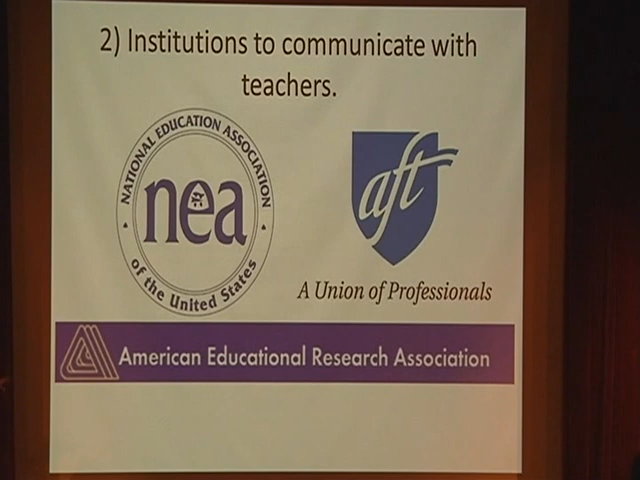 2) Institutions to communicate with
teachers.
NATIONAL EDUCATION ASSOCIATION
nea
of the United States
aft
A Union of Professionals
American Educational Research Association